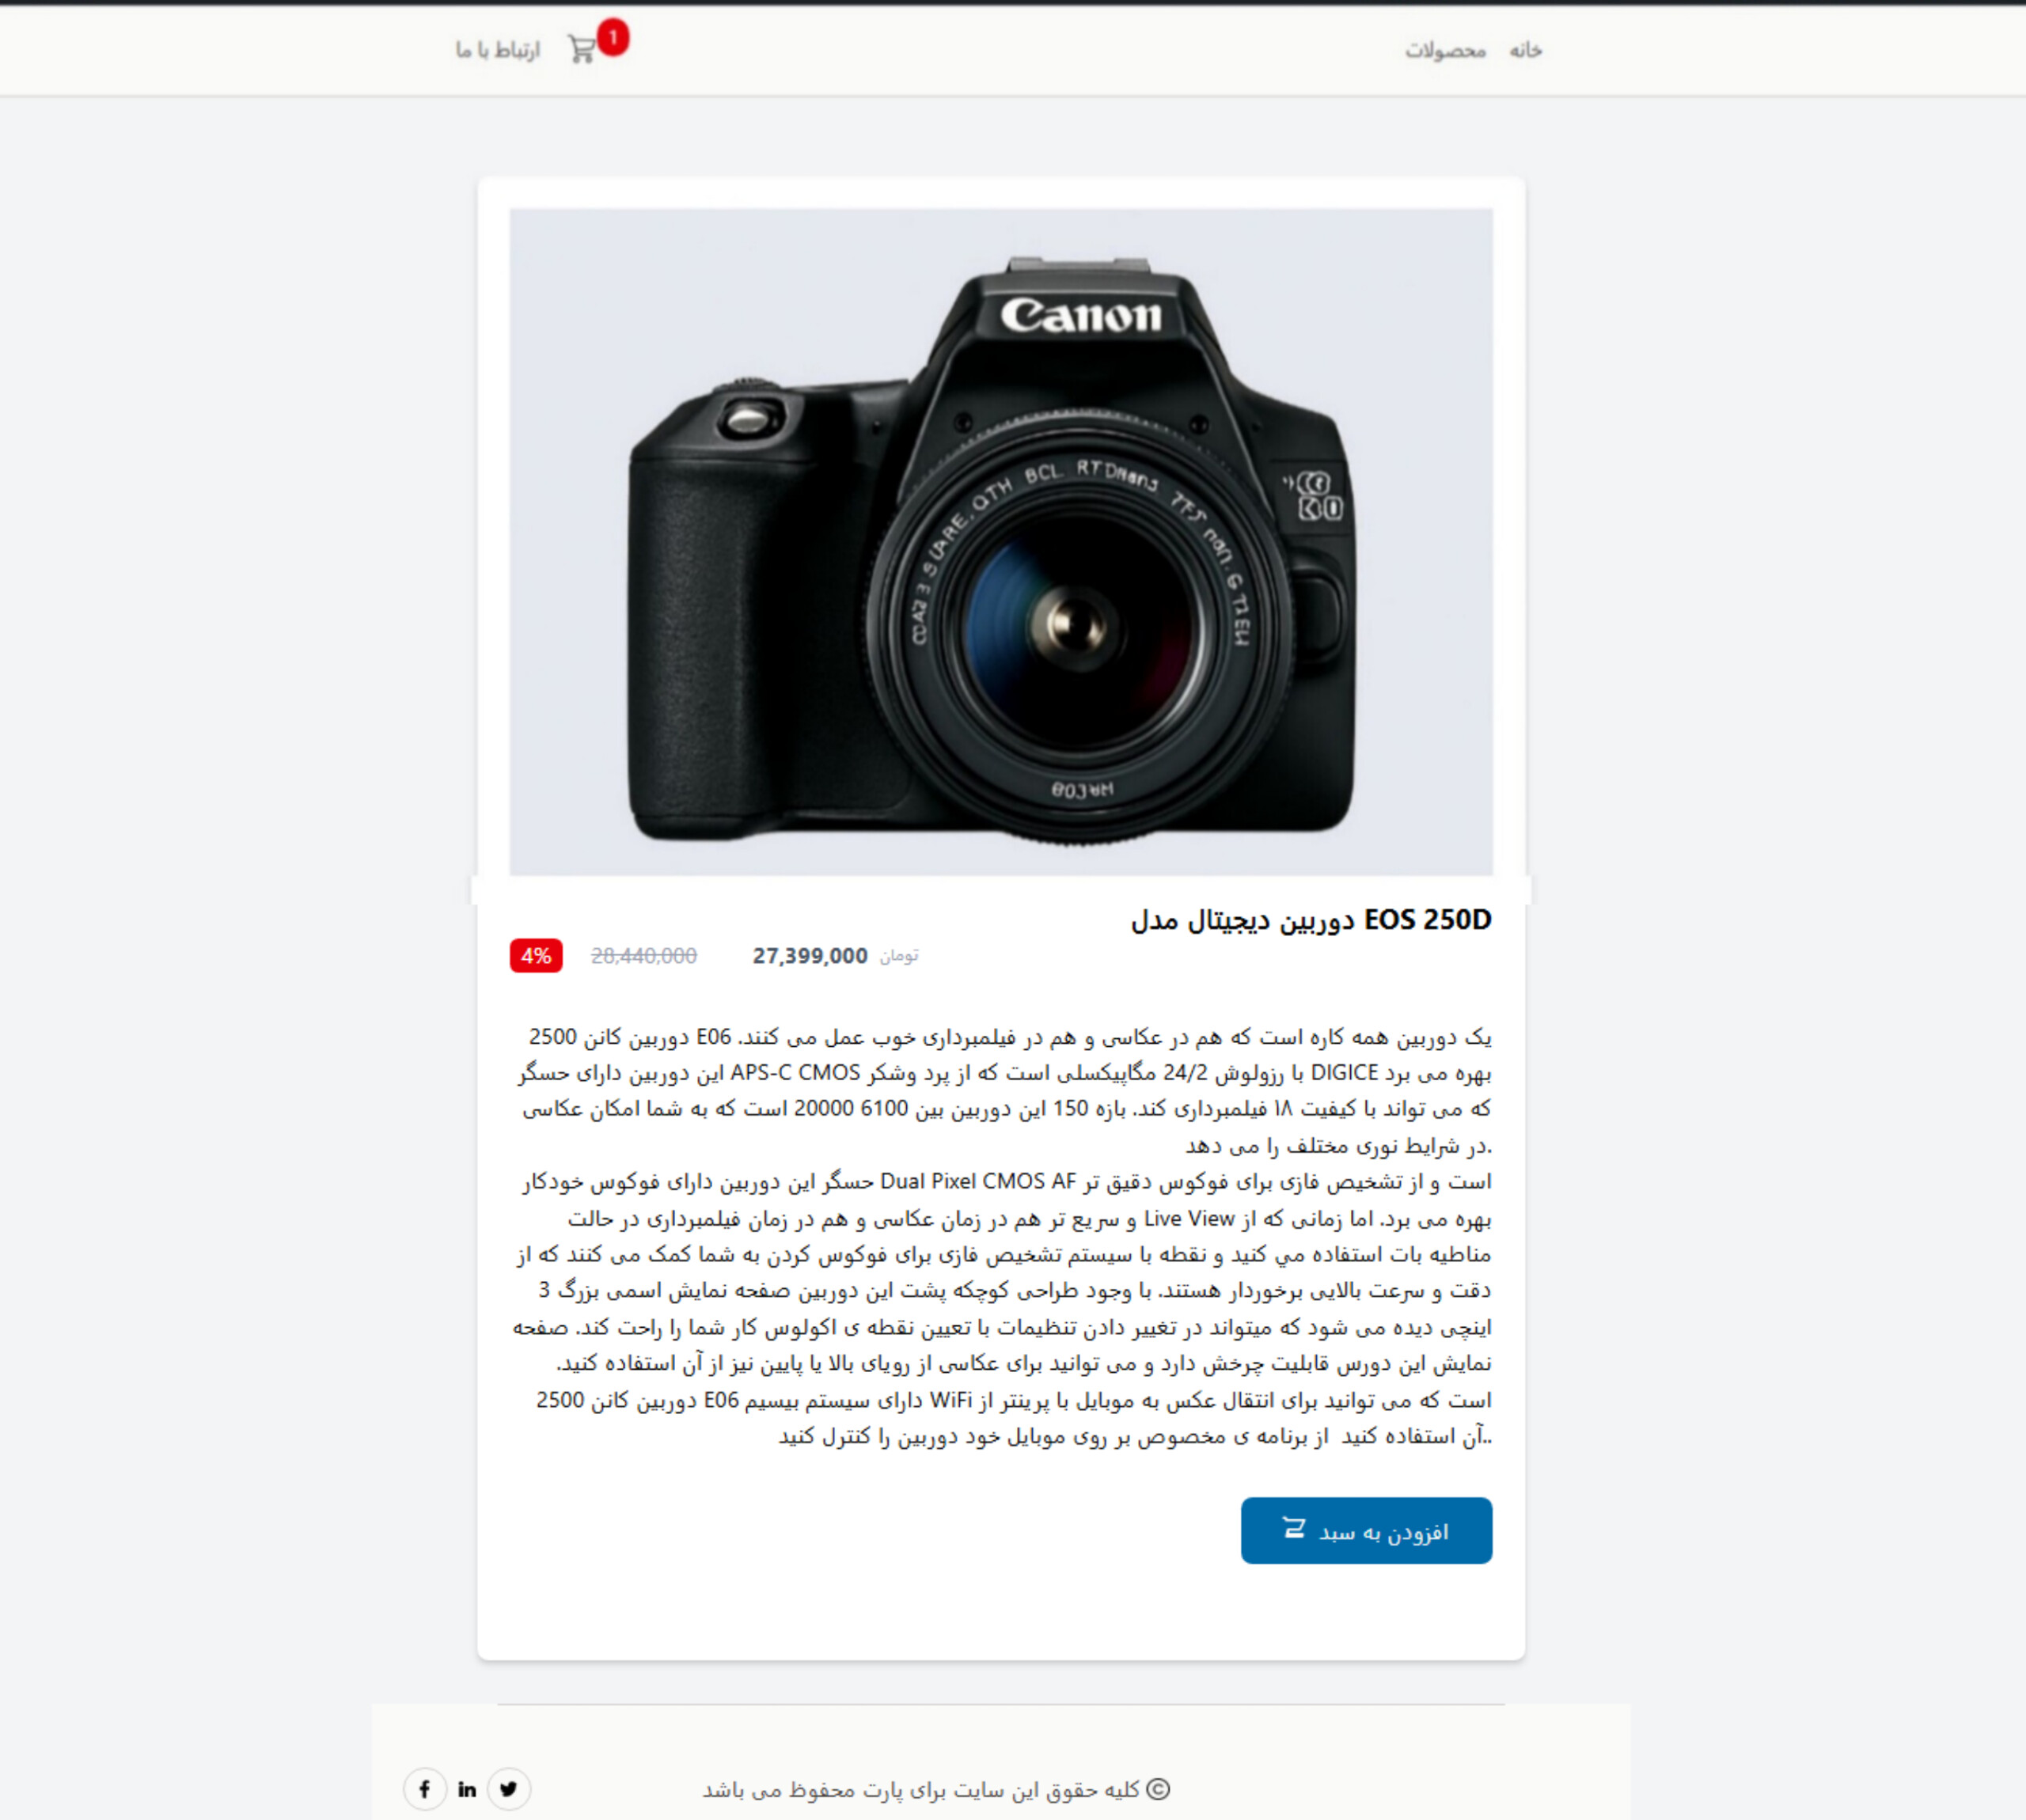 خانه محصولات
1 ارتباط با ما
Canon
EOS 250D دوربین دیجیتال مدل
تومان 27,399,000 28,440,000 4%
یک دوربین همه کاره است که هم در عکاسی و هم در فیلمبرداری خوب عمل می کنند. E06 دوربین کانن 2500
بهره می برد DIGICE با رزولوش 24/2 مگاپیکسلی است که از پرد وشکر APS-C CMOS این دوربین دارای حسگر
که می تواند با کیفیت ۱۸ فیلمبرداری کند. بازه 150 این دوربین بین 6100 20000 است که به شما امکان عکاسی
.در شرایط نوری مختلف را می دهد
است و از تشخیص فازی برای فوکوس دقیق تر Dual Pixel CMOS AF حسگر این دوربین دارای فوکوس خودکار
بهره می برد. اما زمانی که از Live View و سریع تر هم در زمان عکاسی و هم در زمان فیلمبرداری در حالت
مناطیه بات استفاده مي کنید و نقطه با سیستم تشخیص فازی برای فوکوس کردن به شما کمک می کنند که از
دقت و سرعت بالایی برخوردار هستند. با وجود طراحی کوچکه پشت این دوربین صفحه نمایش اسمی بزرگ 3
اینچی دیده می شود که میتواند در تغییر دادن تنظیمات با تعیین نقطه ی اکولوس کار شما را راحت کند. صفحه
نمایش این دورس قابلیت چرخش دارد و می توانید برای عکاسی از رویای بالا یا پایین نیز از آن استفاده کنید.
است که می توانید برای انتقال عکس به موبایل با پرینتر از WiFi دارای سیستم بیسیم E06 دوربین کانن 2500
..آن استفاده کنید از برنامه ی مخصوص بر روی موبایل خود دوربین را کنترل کنید
افزودن به سبد
© کلیه حقوق این سایت برای پارت محفوظ می باشد